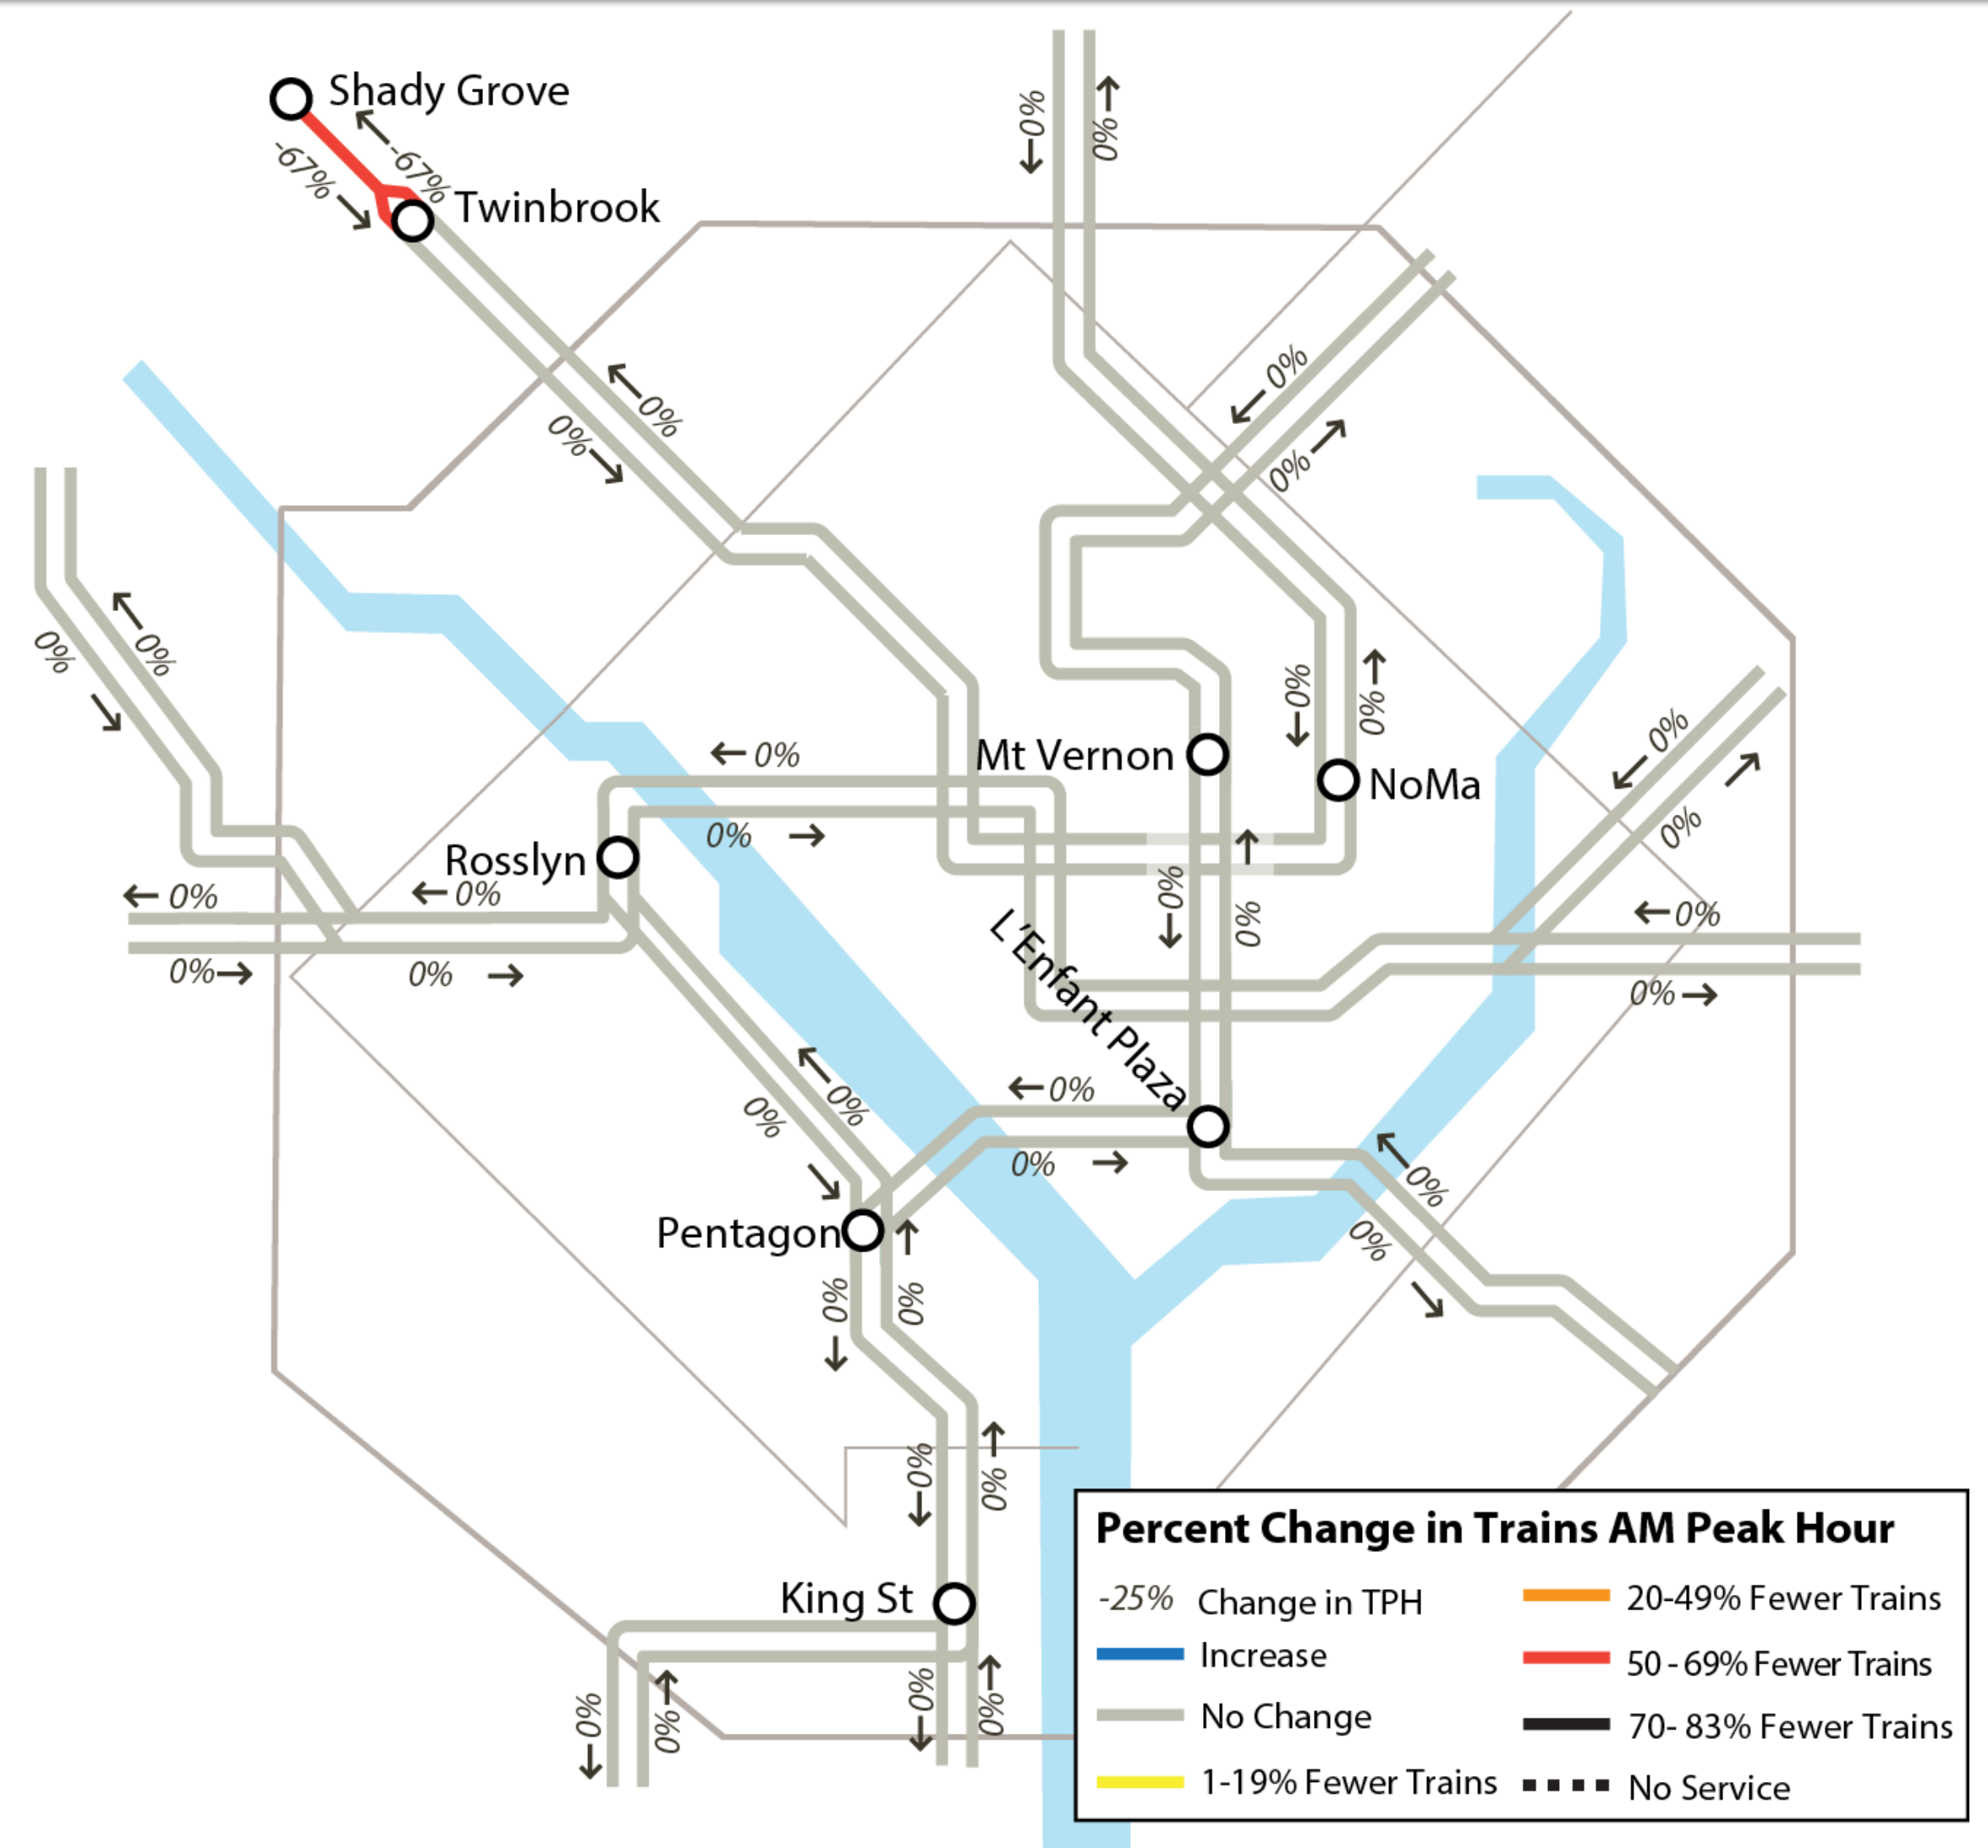 Shady Grove
-67%
-67%
Twinbrook
0%
0%
0%
0%
0%
0%
0%
0%
0%
0%
Mt Vernon
NoMa
0%
0%
0%
0%
Rosslyn
0%
0%
0%
0%
0%
0%
0%
0%
0%
0%
L'Enfant Plaza
0%
0%
0%
0%
0%
0%
Pentagon
0%
0%
0%
0%
King St
0%
0%
0%
0%
Percent Change in Trains AM Peak Hour
-25% Change in TPH
Increase
No Change
1-19% Fewer Trains
20-49% Fewer Trains
50 - 69% Fewer Trains
70- 83% Fewer Trains
No Service